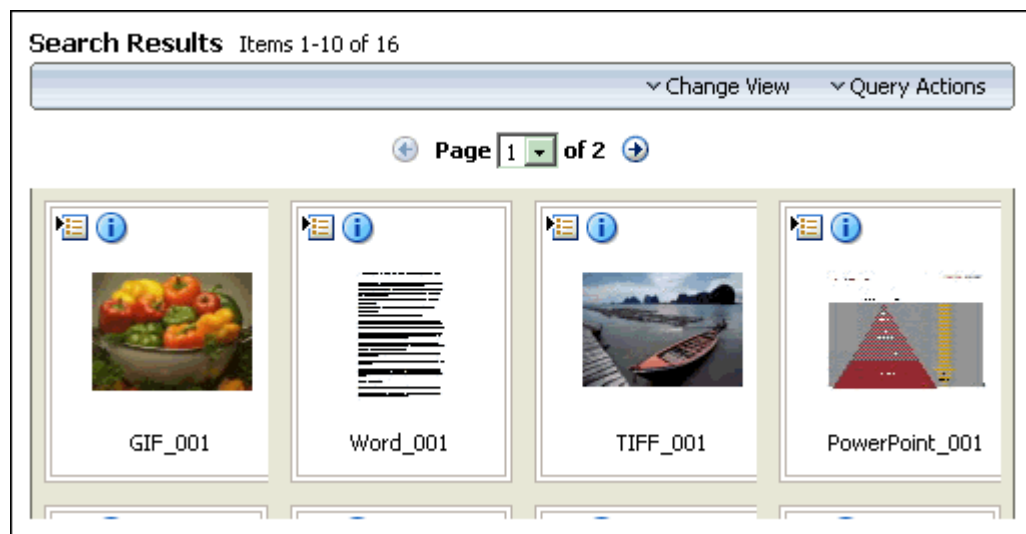 Search Results Items 1-10 of 16
Change View Query Actions
Page 1 of 2
GIF_001 Word_001 TIFF_001 PowerPoint_001